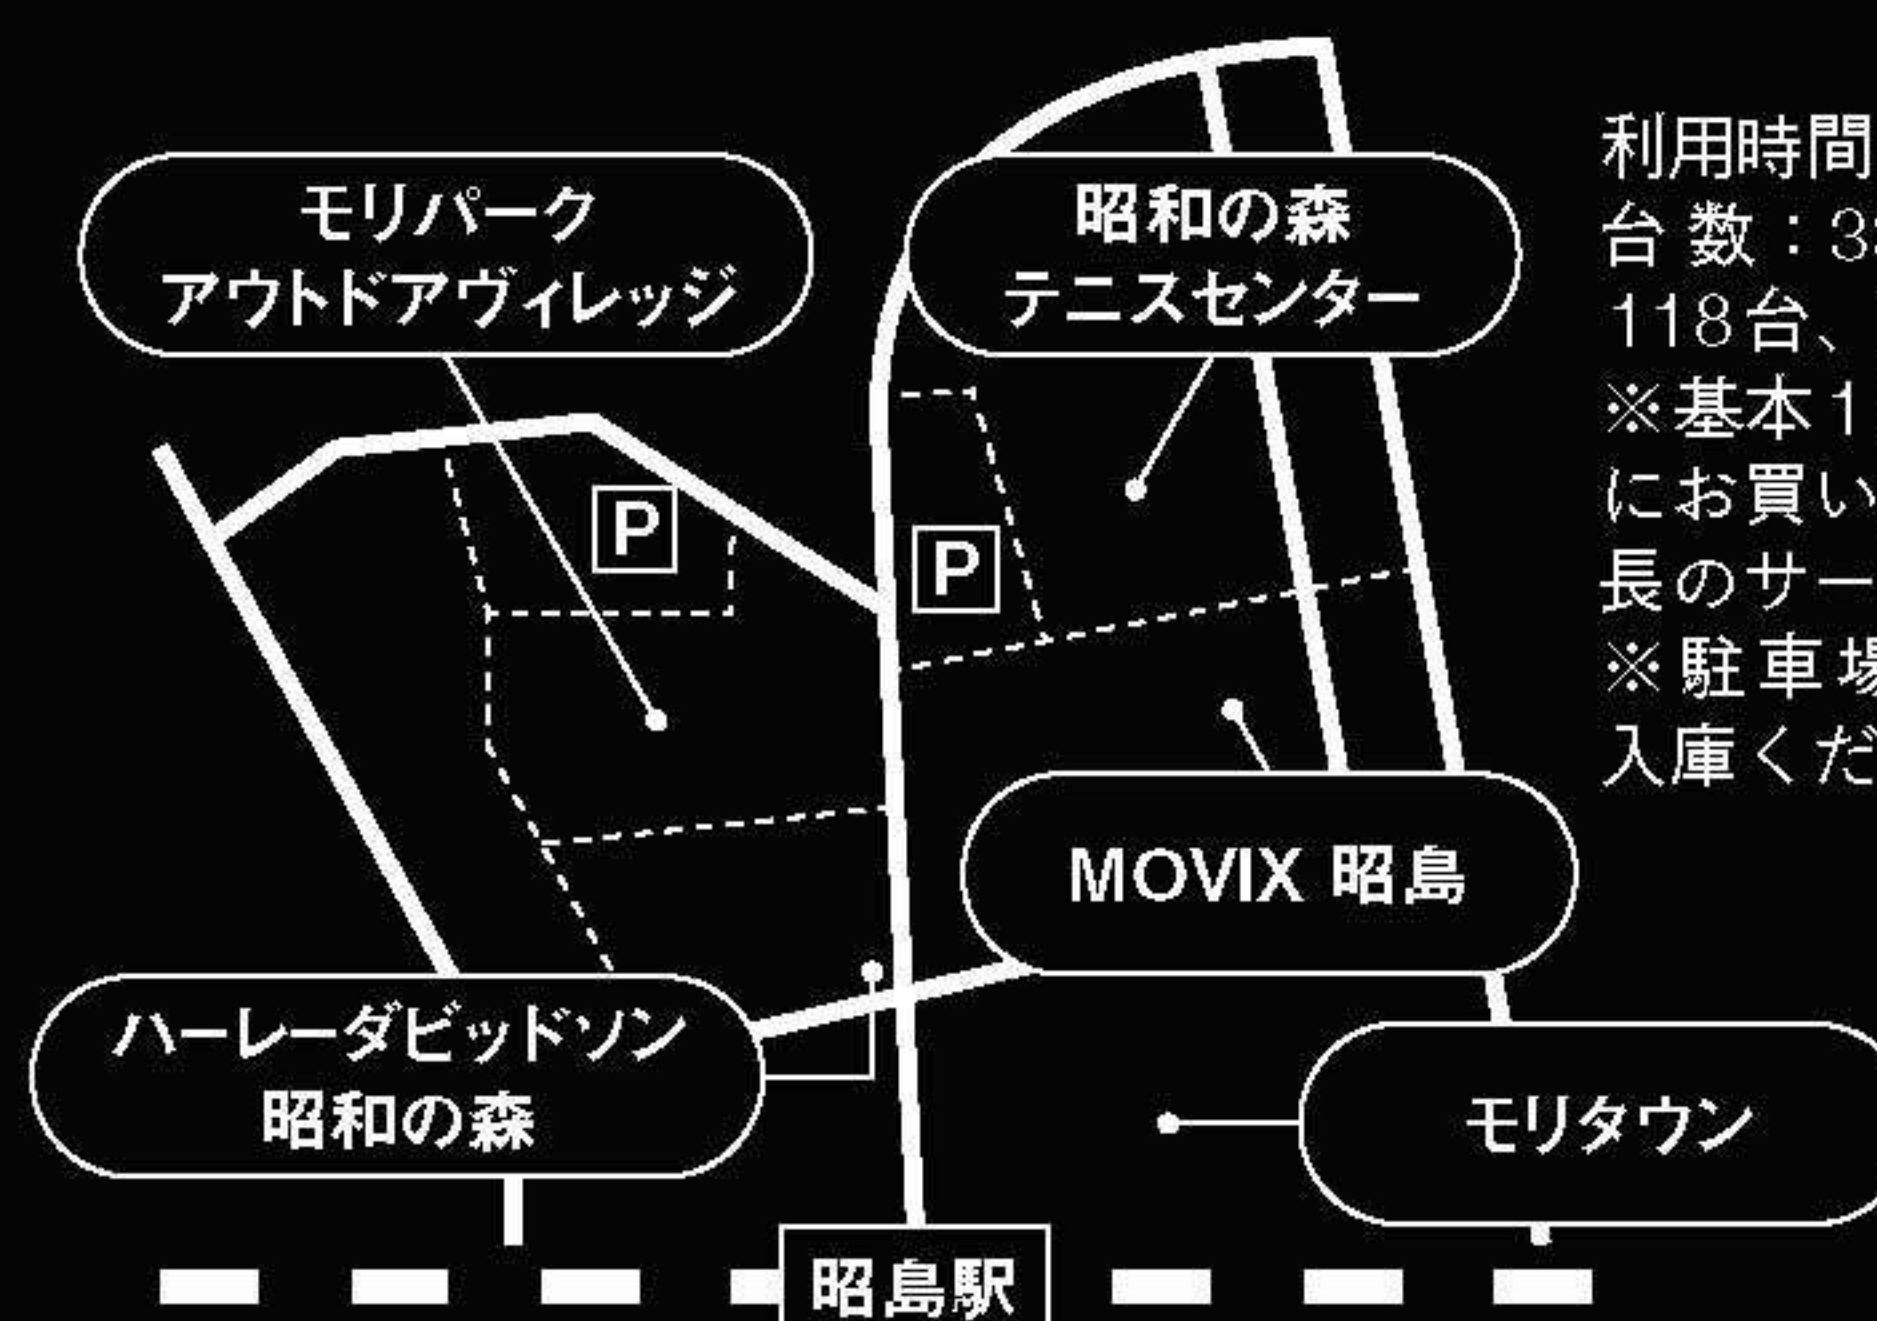 モリパーク
アウトドアヴィレッジ
昭和の森
テニスセンター
P
P
MOVIX 昭島
ハーレーダビッドソン
昭和の森
モリタウン
昭島駅
利用時間
台数：33
118台、
※基本1
にお買い
長のサー
※駐車場
入庫くだ